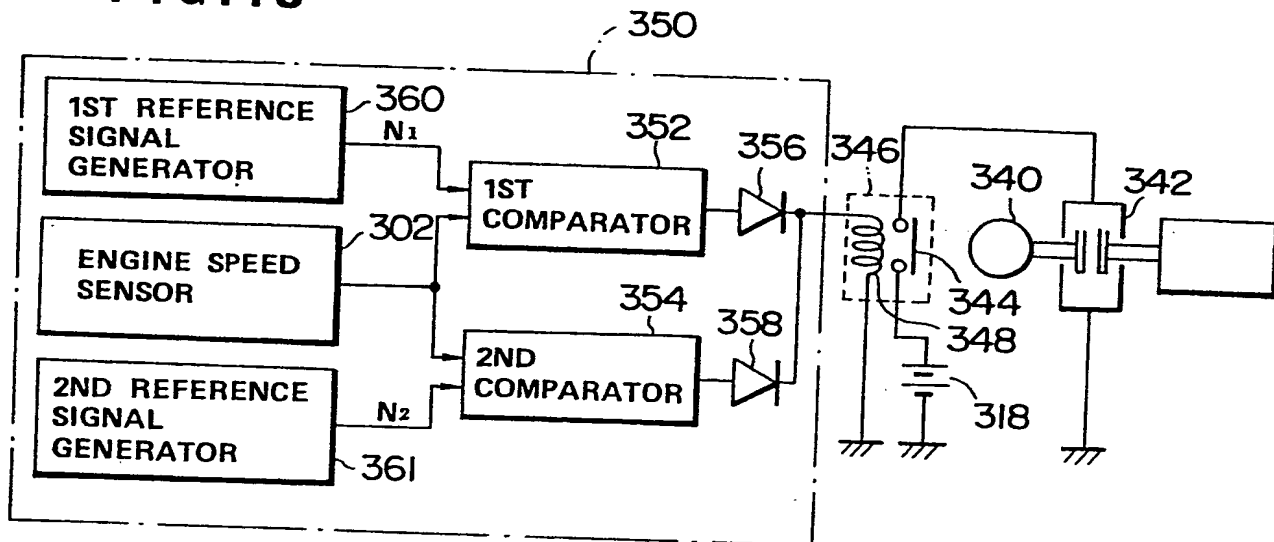 350
1ST REFERENCE
SIGNAL
GENERATOR
360
N1
352
356
346
340
342
1ST
COMPARATOR
302
ENGINE SPEED
SENSOR
344
354
358
348
2ND
COMPARATOR
318
2ND REFERENCE
SIGNAL
GENERATOR
N2
361